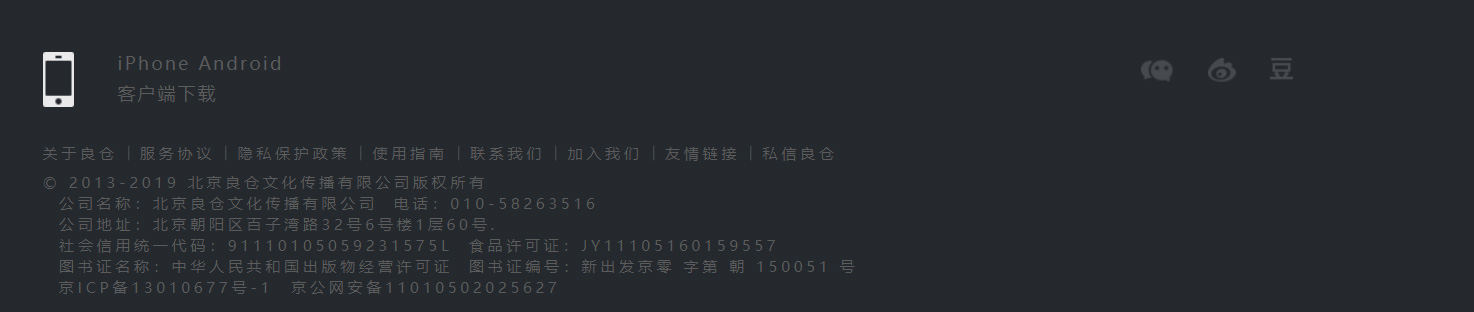 iPhone Android
客户端下载
豆
关于良仓 | 服务协议 | 隐私保护政策 | 使用指南 | 联系我们 | 加入我们 | 友情链接 | 私信良仓
© 2013-2019 北京良仓文化传播有限公司版权所有
公司名称：北京良仓文化传播有限公司 电话：010-58263516
公司地址：北京朝阳区百子湾路32号6号楼1层60号.
社会信用统一代码：91110105059231575L 食品许可证：JY11105160159557
图书证名称：中华人民共和国出版物经营许可证 图书证编号：新出发京零 字第 朝 150051 号
京ICP备13010677号-1 京公网安备11010502025627